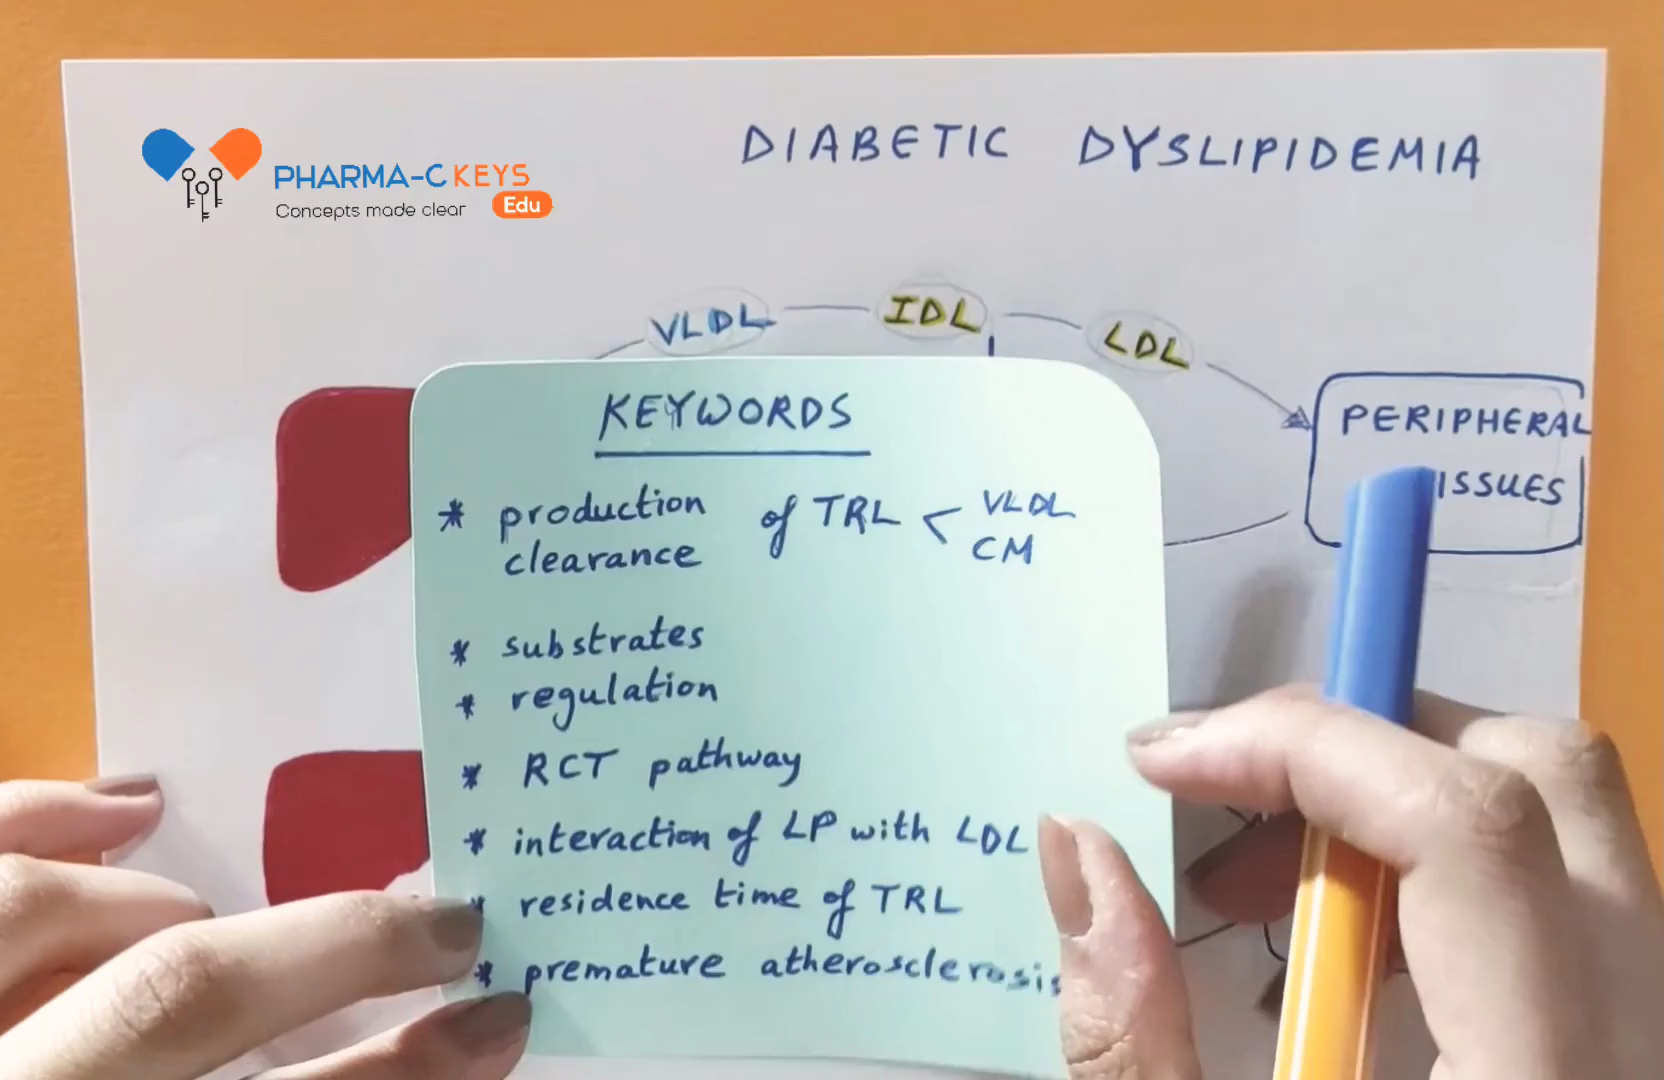 PHARMA-C KEYS
Concepts made clear Edu
DIABETIC DYSLIPIDEMIA
VLDL IDL LDL
PERIPHERAL
ISSUES
KEYWORDS
* production of TRL < VLDL
clearance CM
* substrates
* regulation
* RCT pathway
* interaction of LP with LDL
* residence time of TRL
* premature atherosclerosis